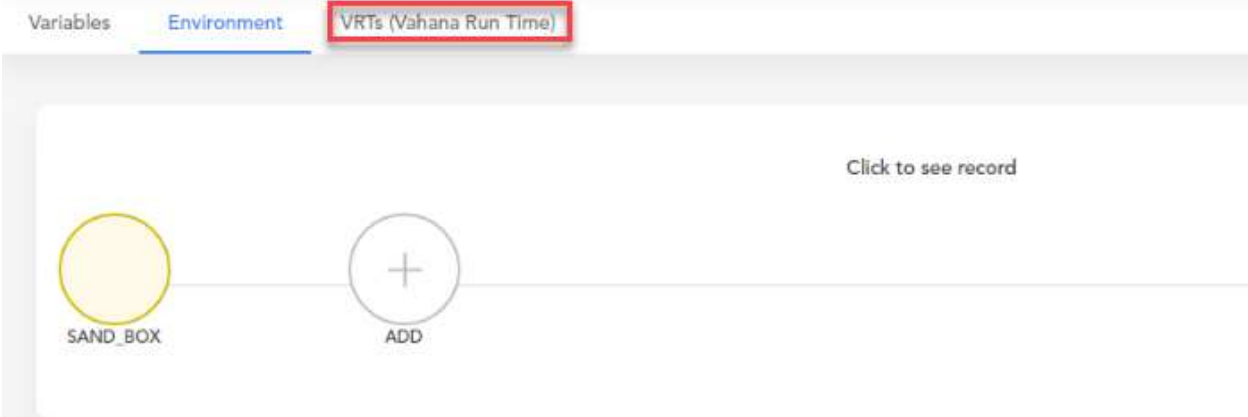 Variables Environment VRTs (Vahana Run Time)
Click to see record
SAND_BOX ADD